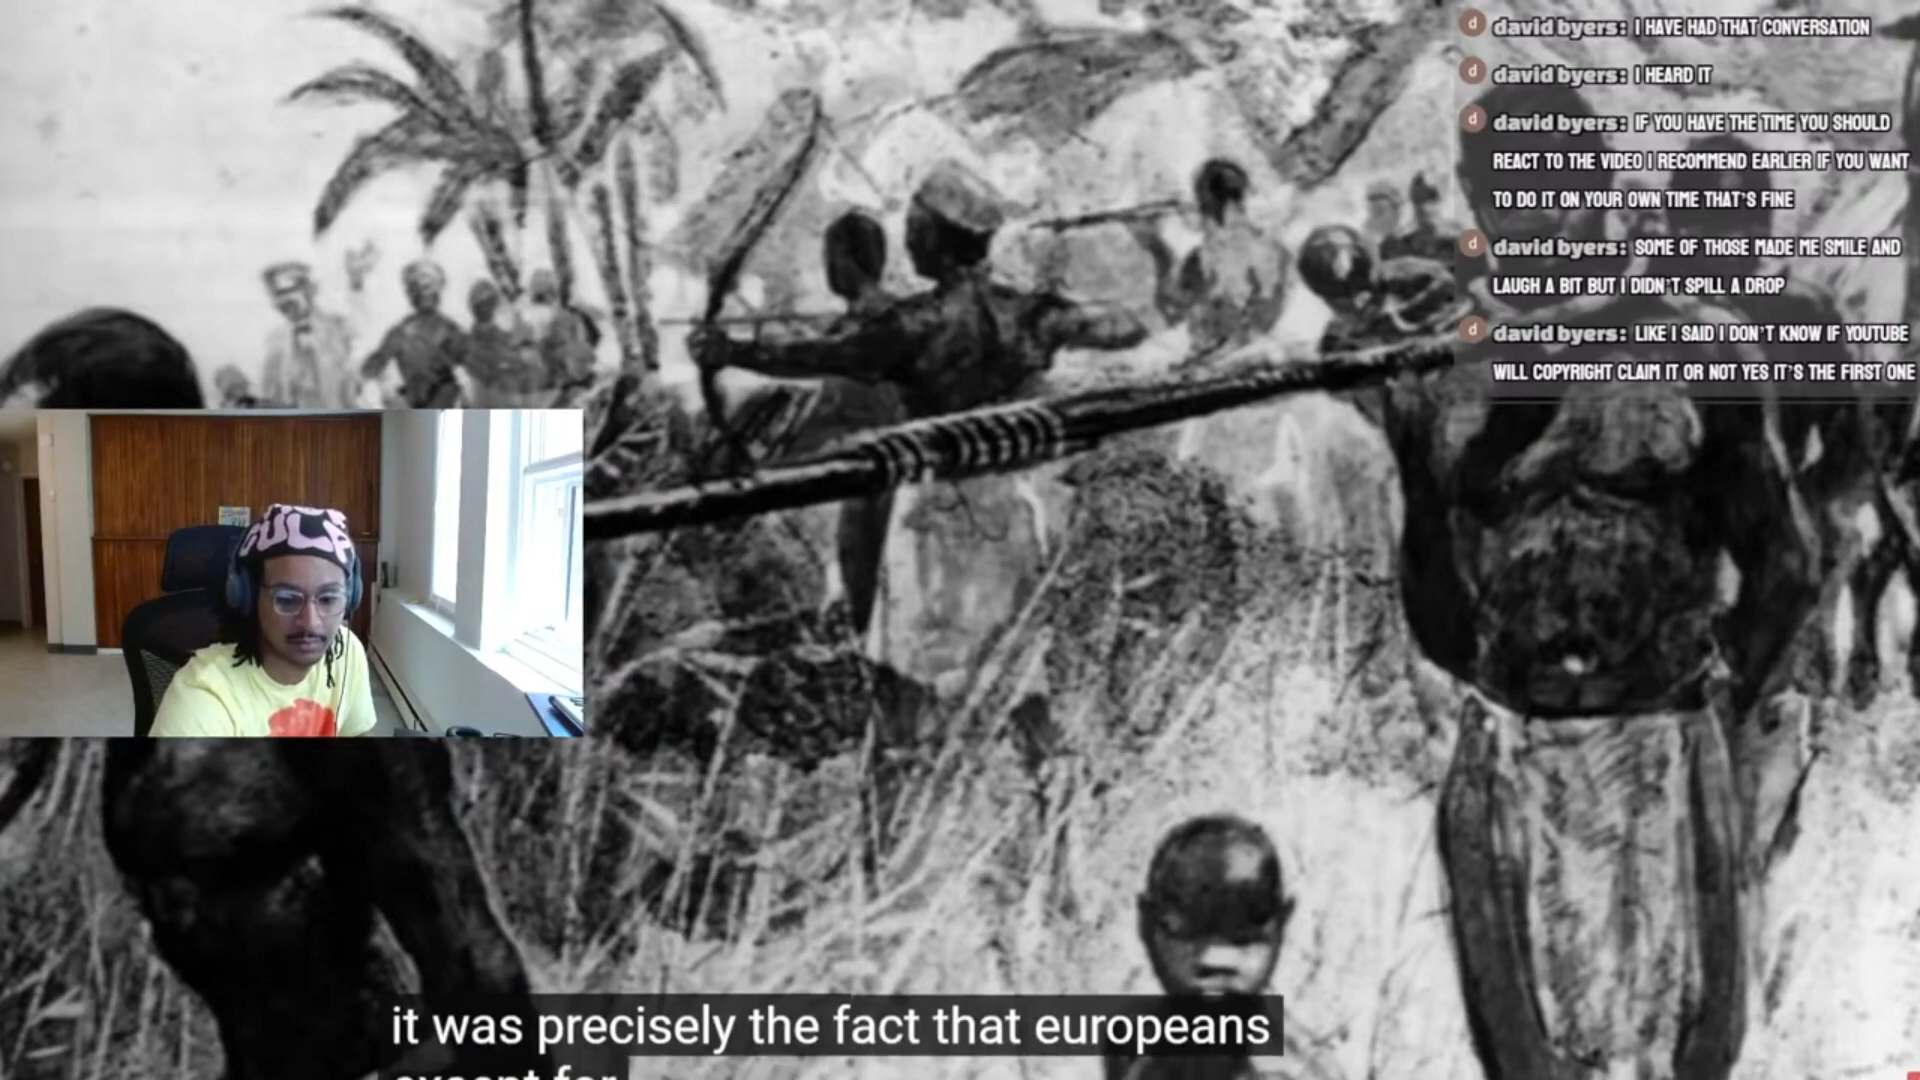 david byers: I HAVE HAD THAT CONVERSATION
david byers: I HEARD IT
david byers: IF YOU HAVE THE TIME YOU SHOULD
REACT TO THE VIDEO I RECOMMEND EARLIER IF YOU WANT
TO DO IT ON YOUR OWN TIME THAT'S FINE
david byers: SOME OF THOSE MADE ME SMILE AND
LAUGH A BIT BUT I DIDN'T SPILL A DROP
david byers: LIKE I SAID I DON'T KNOW IF YOUTUBE
WILL COPYRIGHT CLAIM IT OR NOT YES IT'S THE FIRST ONE
it was precisely the fact that europeans
except for